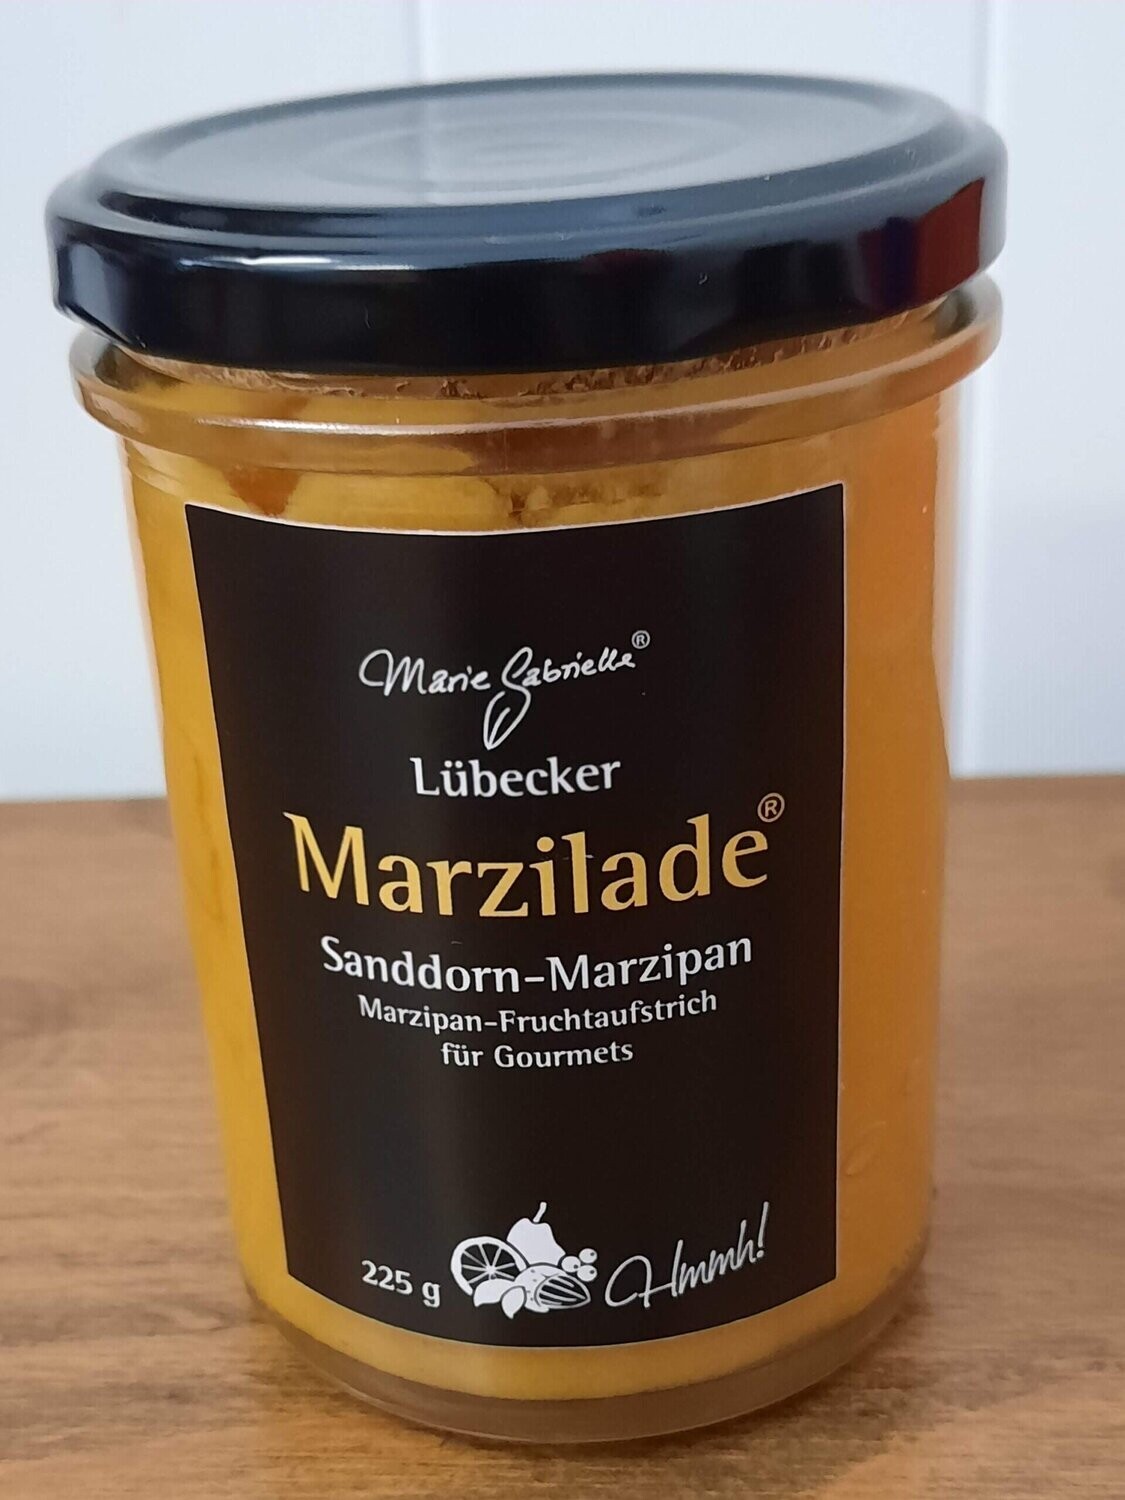 Marie Gabrielle®
Lübecker
Marzilade®
Sanddorn-Marzipan
Marzipan-Fruchtaufstrich
für Gourmets
225 g
Hmmh!